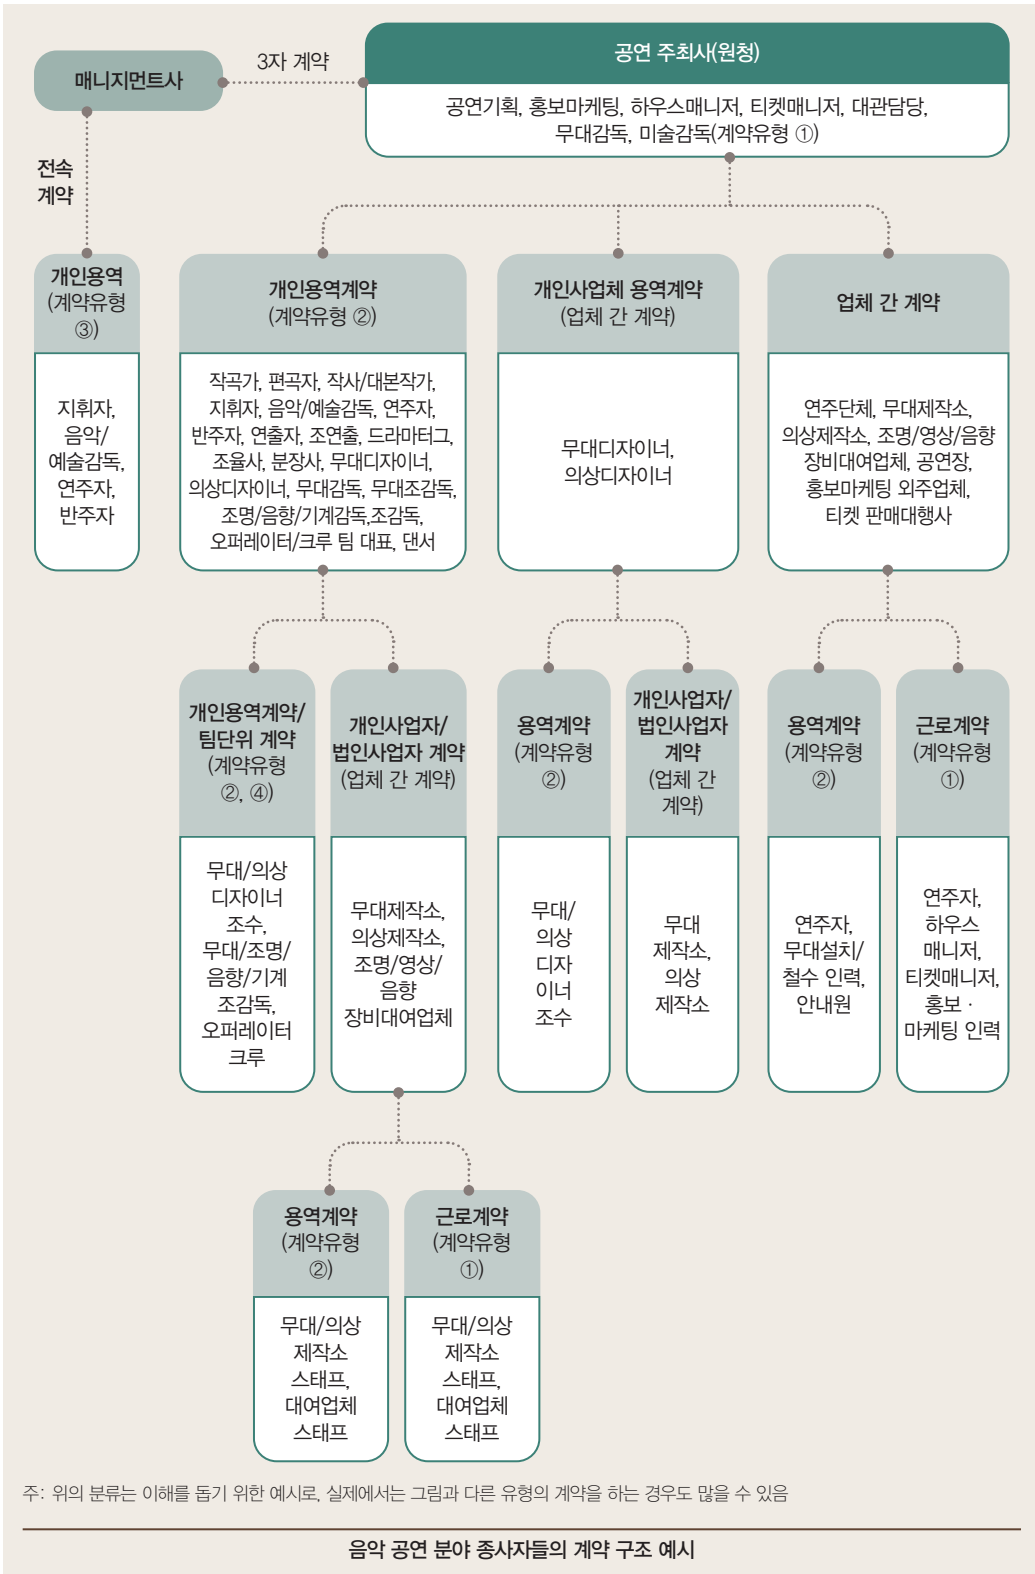 매니지먼트사
3자 계약
공연 주최사(원청)
공연기획, 홍보마케팅, 하우스매니저, 티켓매니저, 대관담당,
무대감독, 미술감독(계약유형 ①)
전속
계약
개인용역
(계약유형
③)
지휘자,
음악/
예술감독,
연주자,
반주자
개인용역계약
(계약유형 ②)
작곡가, 편곡자, 작사/대본작가,
지휘자, 음악/예술감독, 연주자,
반주자, 연출자, 조연출, 드라마터그,
조율사, 분장사, 무대디자이너,
의상디자이너, 무대감독, 무대조감독,
조명/음향/기계감독,조감독,
오퍼레이터/크루 팀 대표, 댄서
개인사업체 용역계약
(업체 간 계약)
무대디자이너,
의상디자이너
업체 간 계약
연주단체, 무대제작소,
의상제작소, 조명/영상/음향
장비대여업체, 공연장,
홍보마케팅 외주업체,
티켓 판매대행사
개인용역계약/
팀단위 계약
(계약유형
②, ④)
무대/의상
디자이너
조수,
무대/조명/
음향/기계
조감독,
오퍼레이터
크루
개인사업자/
법인사업자 계약
(업체 간 계약)
무대제작소,
의상제작소,
조명/영상/
음향
장비대여업체
용역계약
(계약유형
②)
무대/
의상
디자
이너
조수
개인사업자/
법인사업자
계약
(업체 간
계약)
무대
제작소,
의상
제작소
용역계약
(계약유형
②)
연주자,
무대설치/
철수 인력,
안내원
근로계약
(계약유형
①)
연주자,
하우스
매니저,
티켓매니저,
홍보 ·
마케팅 인력
용역계약
(계약유형
②)
무대/의상
제작소
스태프,
대여업체
스태프
근로계약
(계약유형
①)
무대/의상
제작소
스태프,
대여업체
스태프
주: 위의 분류는 이해를 돕기 위한 예시로, 실제에서는 그림과 다른 유형의 계약을 하는 경우도 많을 수 있음
음악 공연 분야 종사자들의 계약 구조 예시